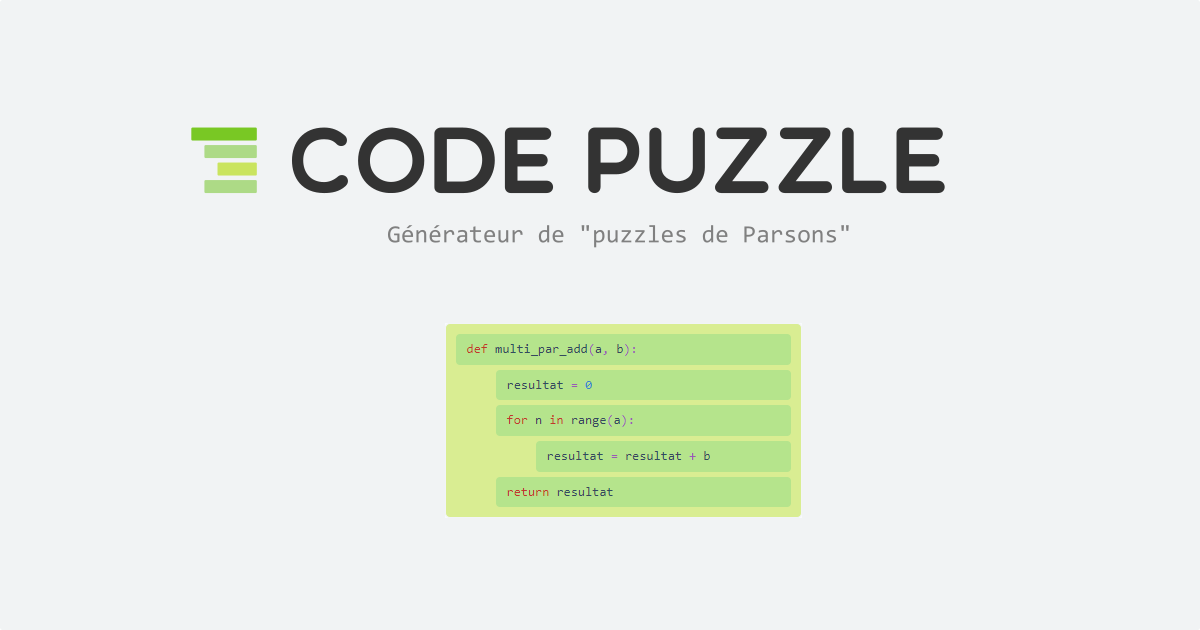 CODE PUZZLE
Générateur de "puzzles de Parsons"
def multi_par_add(a, b):
resultat = 0
for n in range(a):
resultat = resultat + b
return resultat